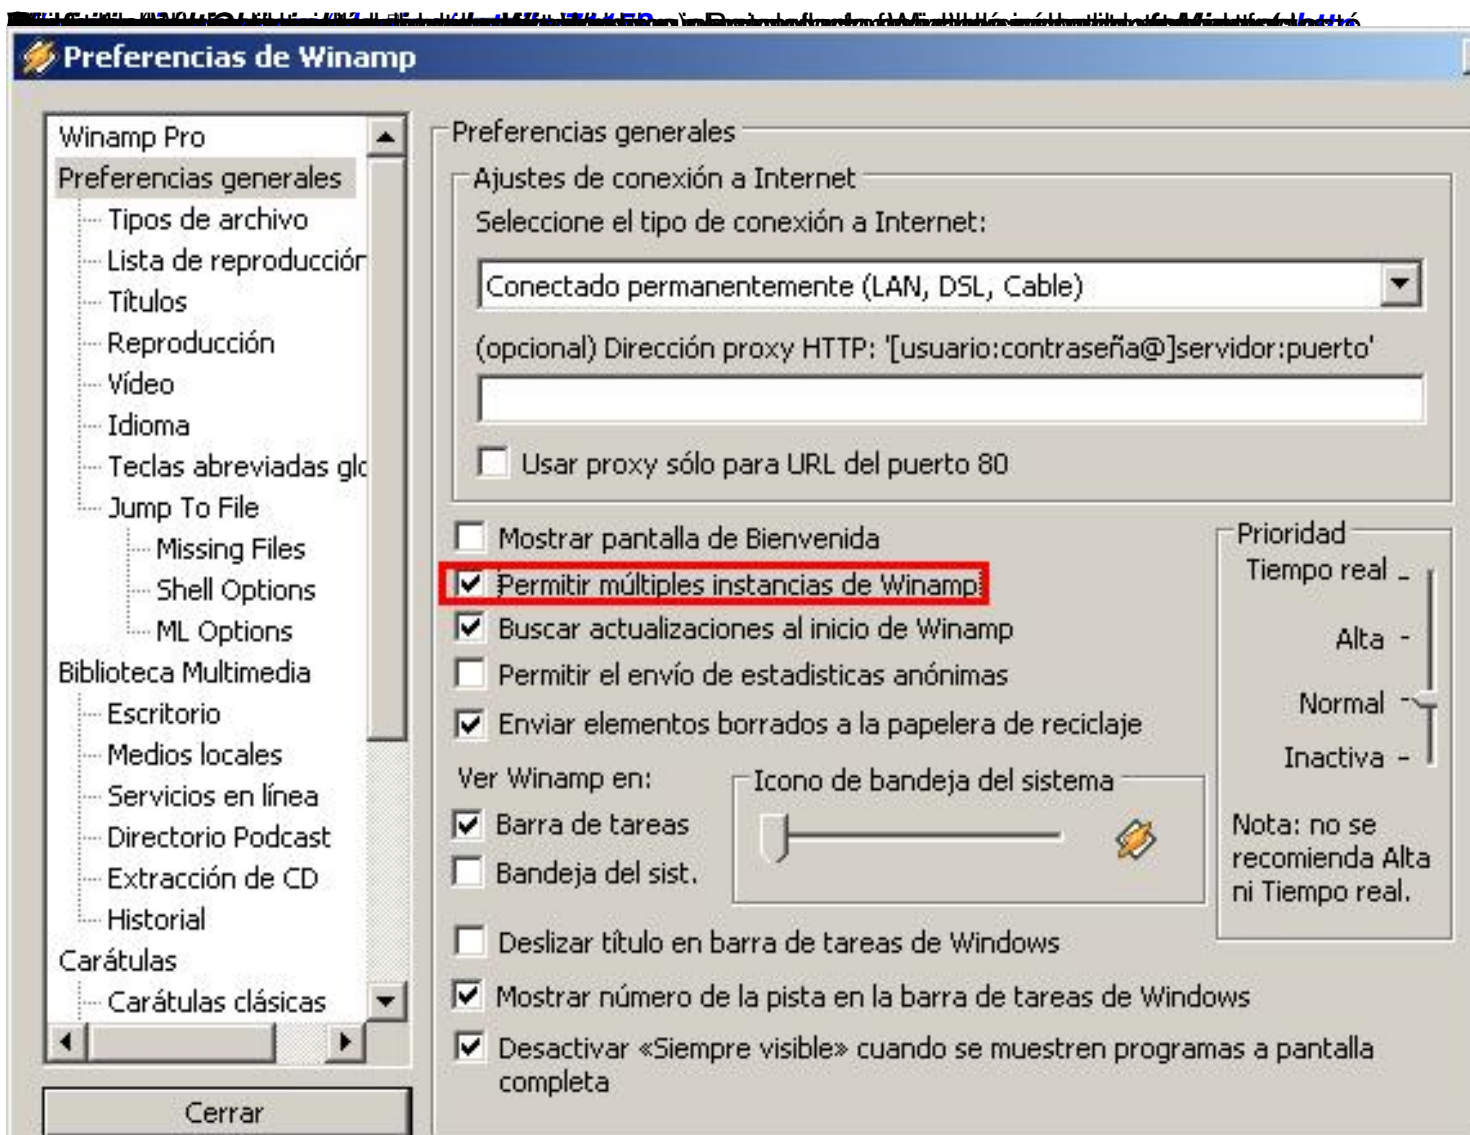 Preferencias de Winamp
Winamp Pro
Preferencias generales
Tipos de archivo
Lista de reproducción
Títulos
Reproducción
Vídeo
Idioma
Teclas abreviadas glo
Jump To File
Missing Files
Shell Options
ML Options
Biblioteca Multimedia
Escritorio
Medios locales
Servicios en línea
Directorio Podcast
Extracción de CD
Historial
Carátulas
Carátulas clásicas
Cerrar
Preferencias generales
Ajustes de conexión a Internet
Seleccione el tipo de conexión a Internet:
Conectado permanentemente (LAN, DSL, Cable)
(opcional) Dirección proxy HTTP: '[usuario:contraseña@]servidor:puerto'
Usar proxy sólo para URL del puerto 80
Mostrar pantalla de Bienvenida
Permitir múltiples instancias de Winamp
Buscar actualizaciones al inicio de Winamp
Permitir el envío de estadisticas anónimas
Enviar elementos borrados a la papelera de reciclaje
Ver Winamp en:
Barra de tareas
Bandeja del sist.
Icono de bandeja del sistema
Prioridad
Tiempo real
Alta
Normal
Inactiva
Nota: no se
recomienda Alta
ni Tiempo real.
Deslizar título en barra de tareas de Windows
Mostrar número de la pista en la barra de tareas de Windows
Desactivar «Siempre visible» cuando se muestren programas a pantalla
completa